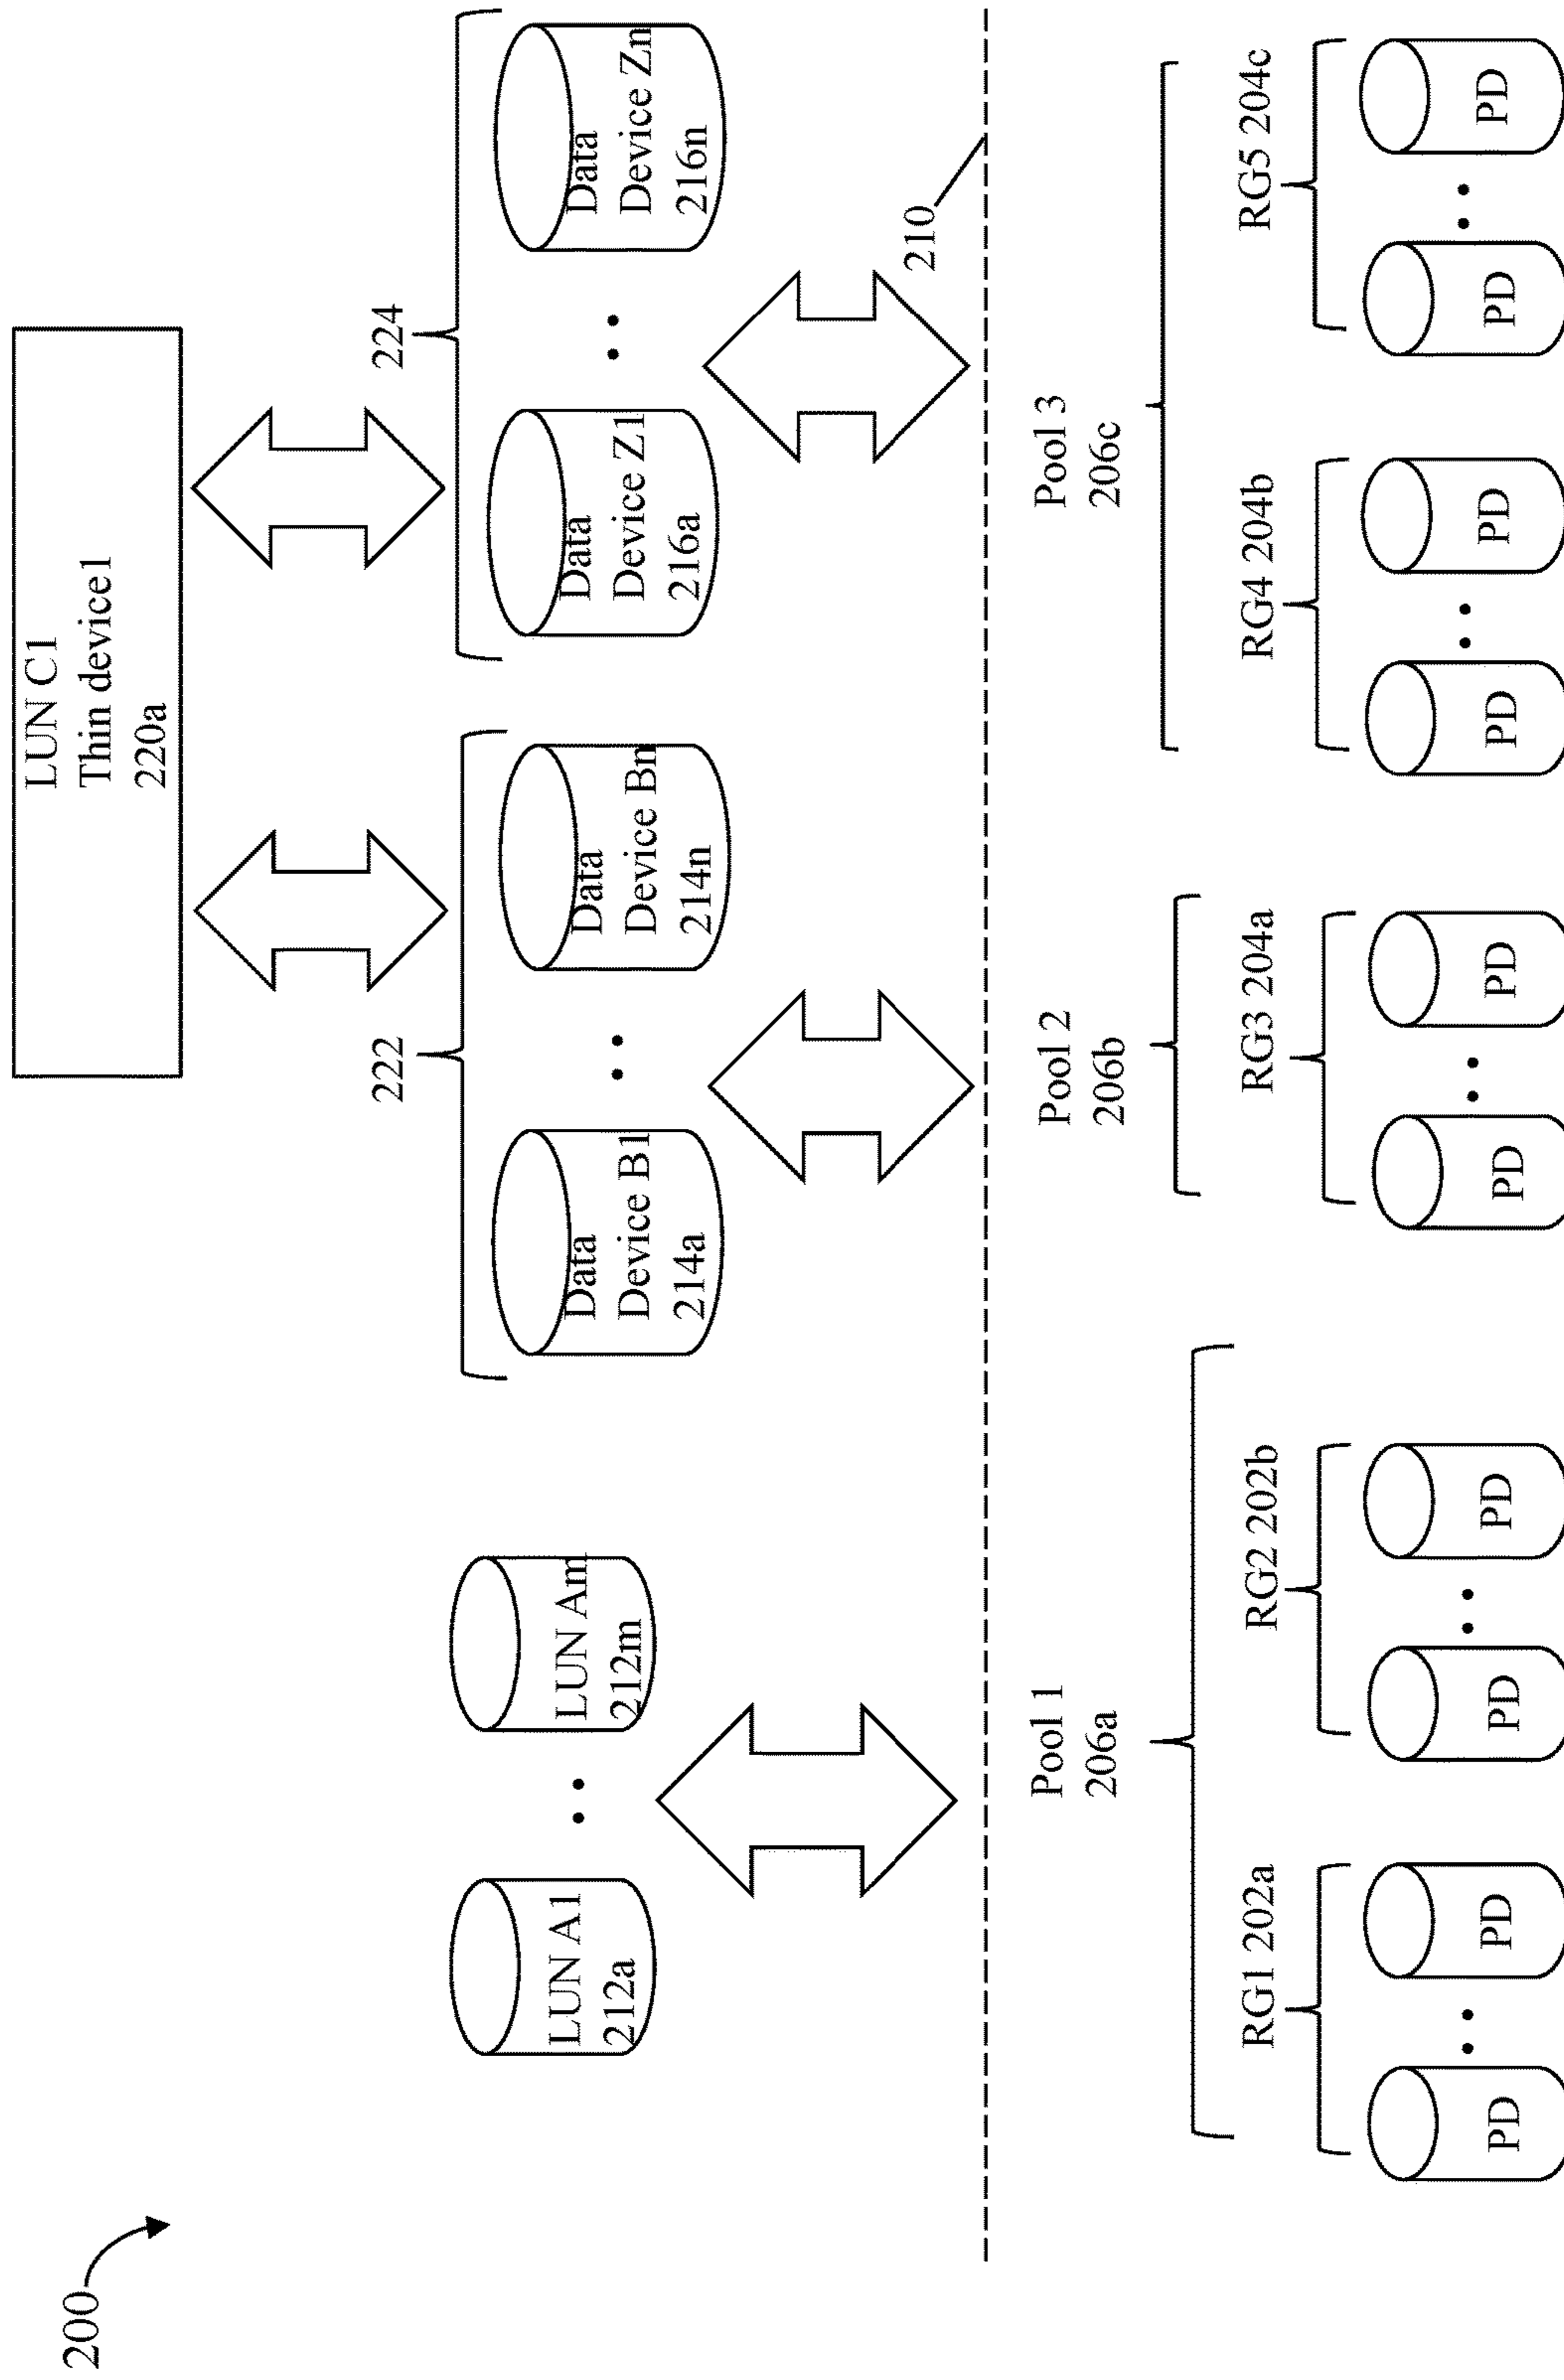 200
LUN C1
Thin device1
220a
222
224
LUN A1
212a
LUN Am
212m
Data
Device B1
214a
Data
Device Bn
214n
Data
Device Z1
216a
Data
Device Zn
216n
210
Pool 1
206a
Pool 2
206b
Pool 3
206c
RG1 202a
RG2 202b
RG3 204a
RG4 204b
RG5 204c
PD
PD
PD
PD
PD
PD
PD
PD
PD
PD